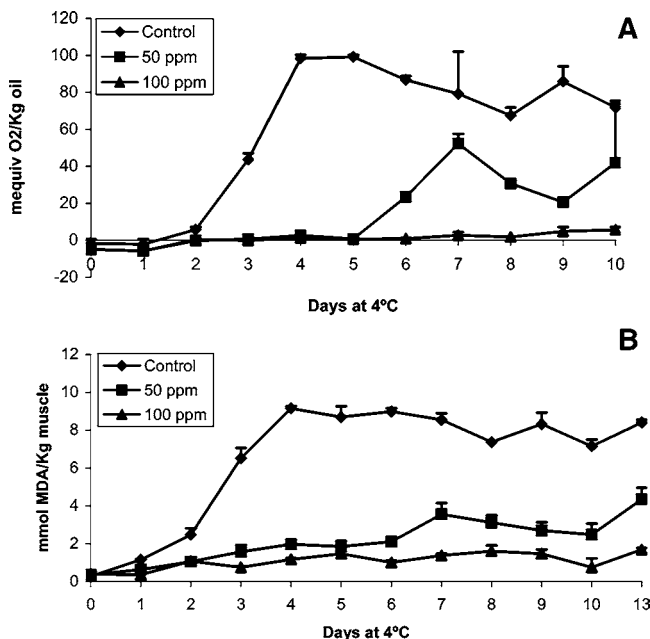 A
120
100
80
60
40
20
0
-20
mequiv O2/Kg oil
Control
50 ppm
100 ppm
0 1 2 3 4 5 6 7 8 9 10
Days at 4ºC
B
12
10
8
6
4
2
0
mmol MDA/Kg muscle
Control
50 ppm
100 ppm
0 1 2 3 4 5 6 7 8 9 10 13
Days at 4ºC